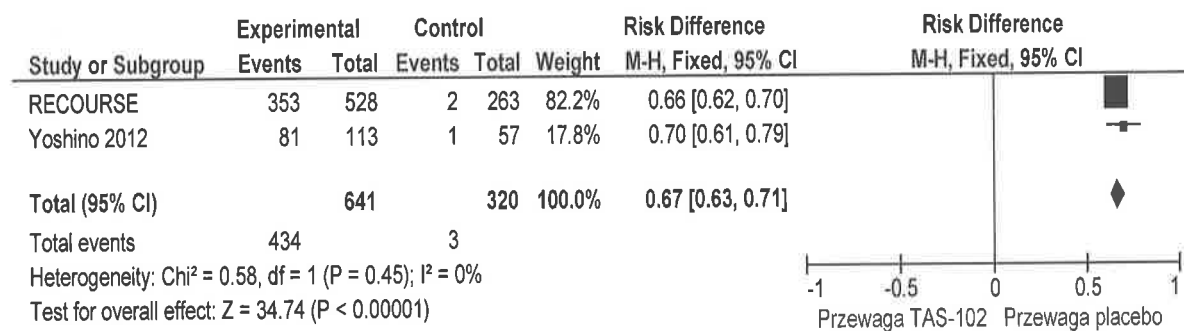 Experimental Control Risk Difference Risk Difference
Study or Subgroup Events Total Events Total Weight M-H, Fixed, 95% CI M-H, Fixed, 95% CI
RECOURSE 353 528 2 263 82.2% 0.66 [0.62, 0.70]
Yoshino 2012 81 113 1 57 17.8% 0.70 [0.61, 0.79]
Total (95% CI) 641 320 100.0% 0.67 [0.63, 0.71]
Total events 434 3
Heterogeneity: Chi² = 0.58, df = 1 (P = 0.45); I² = 0%
Test for overall effect: Z = 34.74 (P < 0.00001)
-1 -0.5 0 0.5 1
Przewaga TAS-102 Przewaga placebo